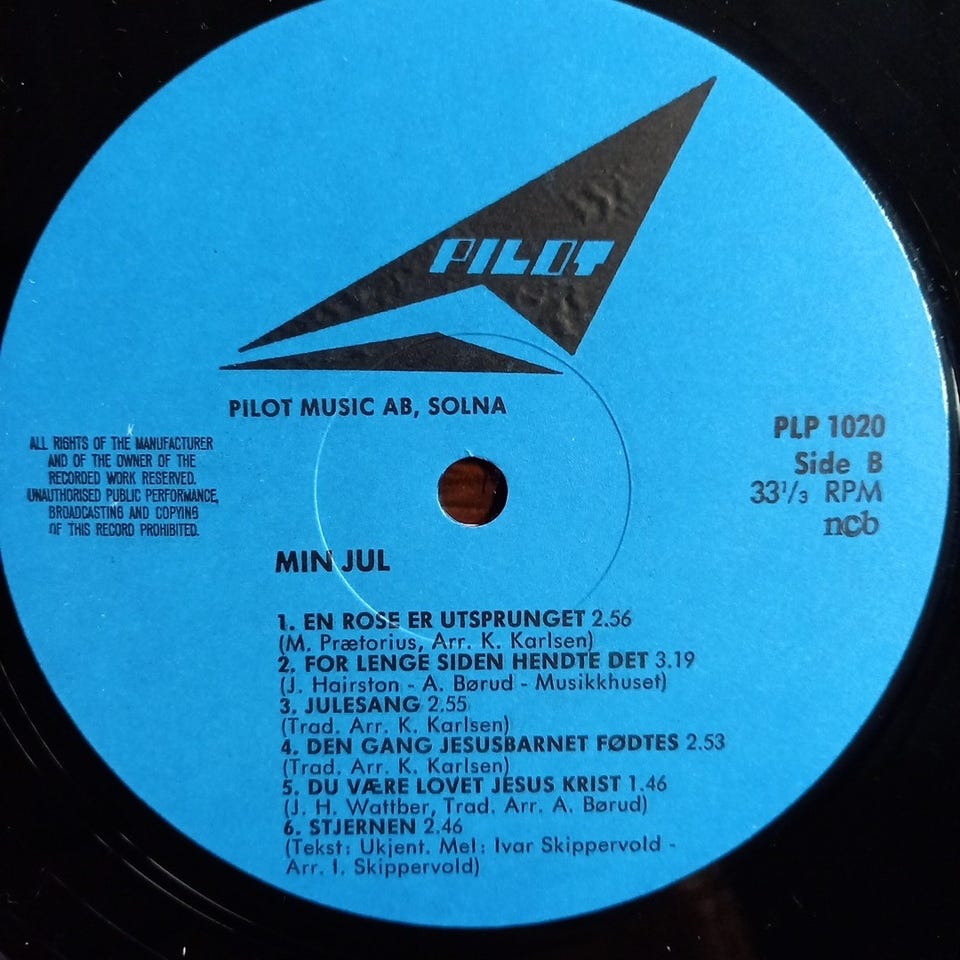 PILOT
PILOT MUSIC AB, SOLNA
ALL RIGHTS OF THE MANUFACTURER
AND OF THE OWNER OF THE
RECORDED WORK RESERVED.
UNAUTHORISED PUBLIC PERFORMANCE,
BROADCASTING AND COPYING
OF THIS RECORD PROHIBITED.
PLP 1020
Side B
33 1/3 RPM
ncb
MIN JUL
1. EN ROSE ER UTSPRUNGET 2.56
(M. Prætorius, Arr. K. Karlsen)
2. FOR LENGE SIDEN HENDTE DET 3.19
(J. Hairston - A. Børud - Musikkhuset)
3. JULESANG 2.55
(Trad. Arr. K. Karlsen)
4. DEN GANG JESUSBARNET FØDTES 2.53
(Trad. Arr. K. Karlsen)
5. DU VÆRE LOVET JESUS KRIST 1.46
(J. H. Wattber, Trad. Arr. A. Børud)
6. STJERNEN 2.46
(Tekst: Ukjent. Mel: Ivar Skippervold -
Arr. I. Skippervold)